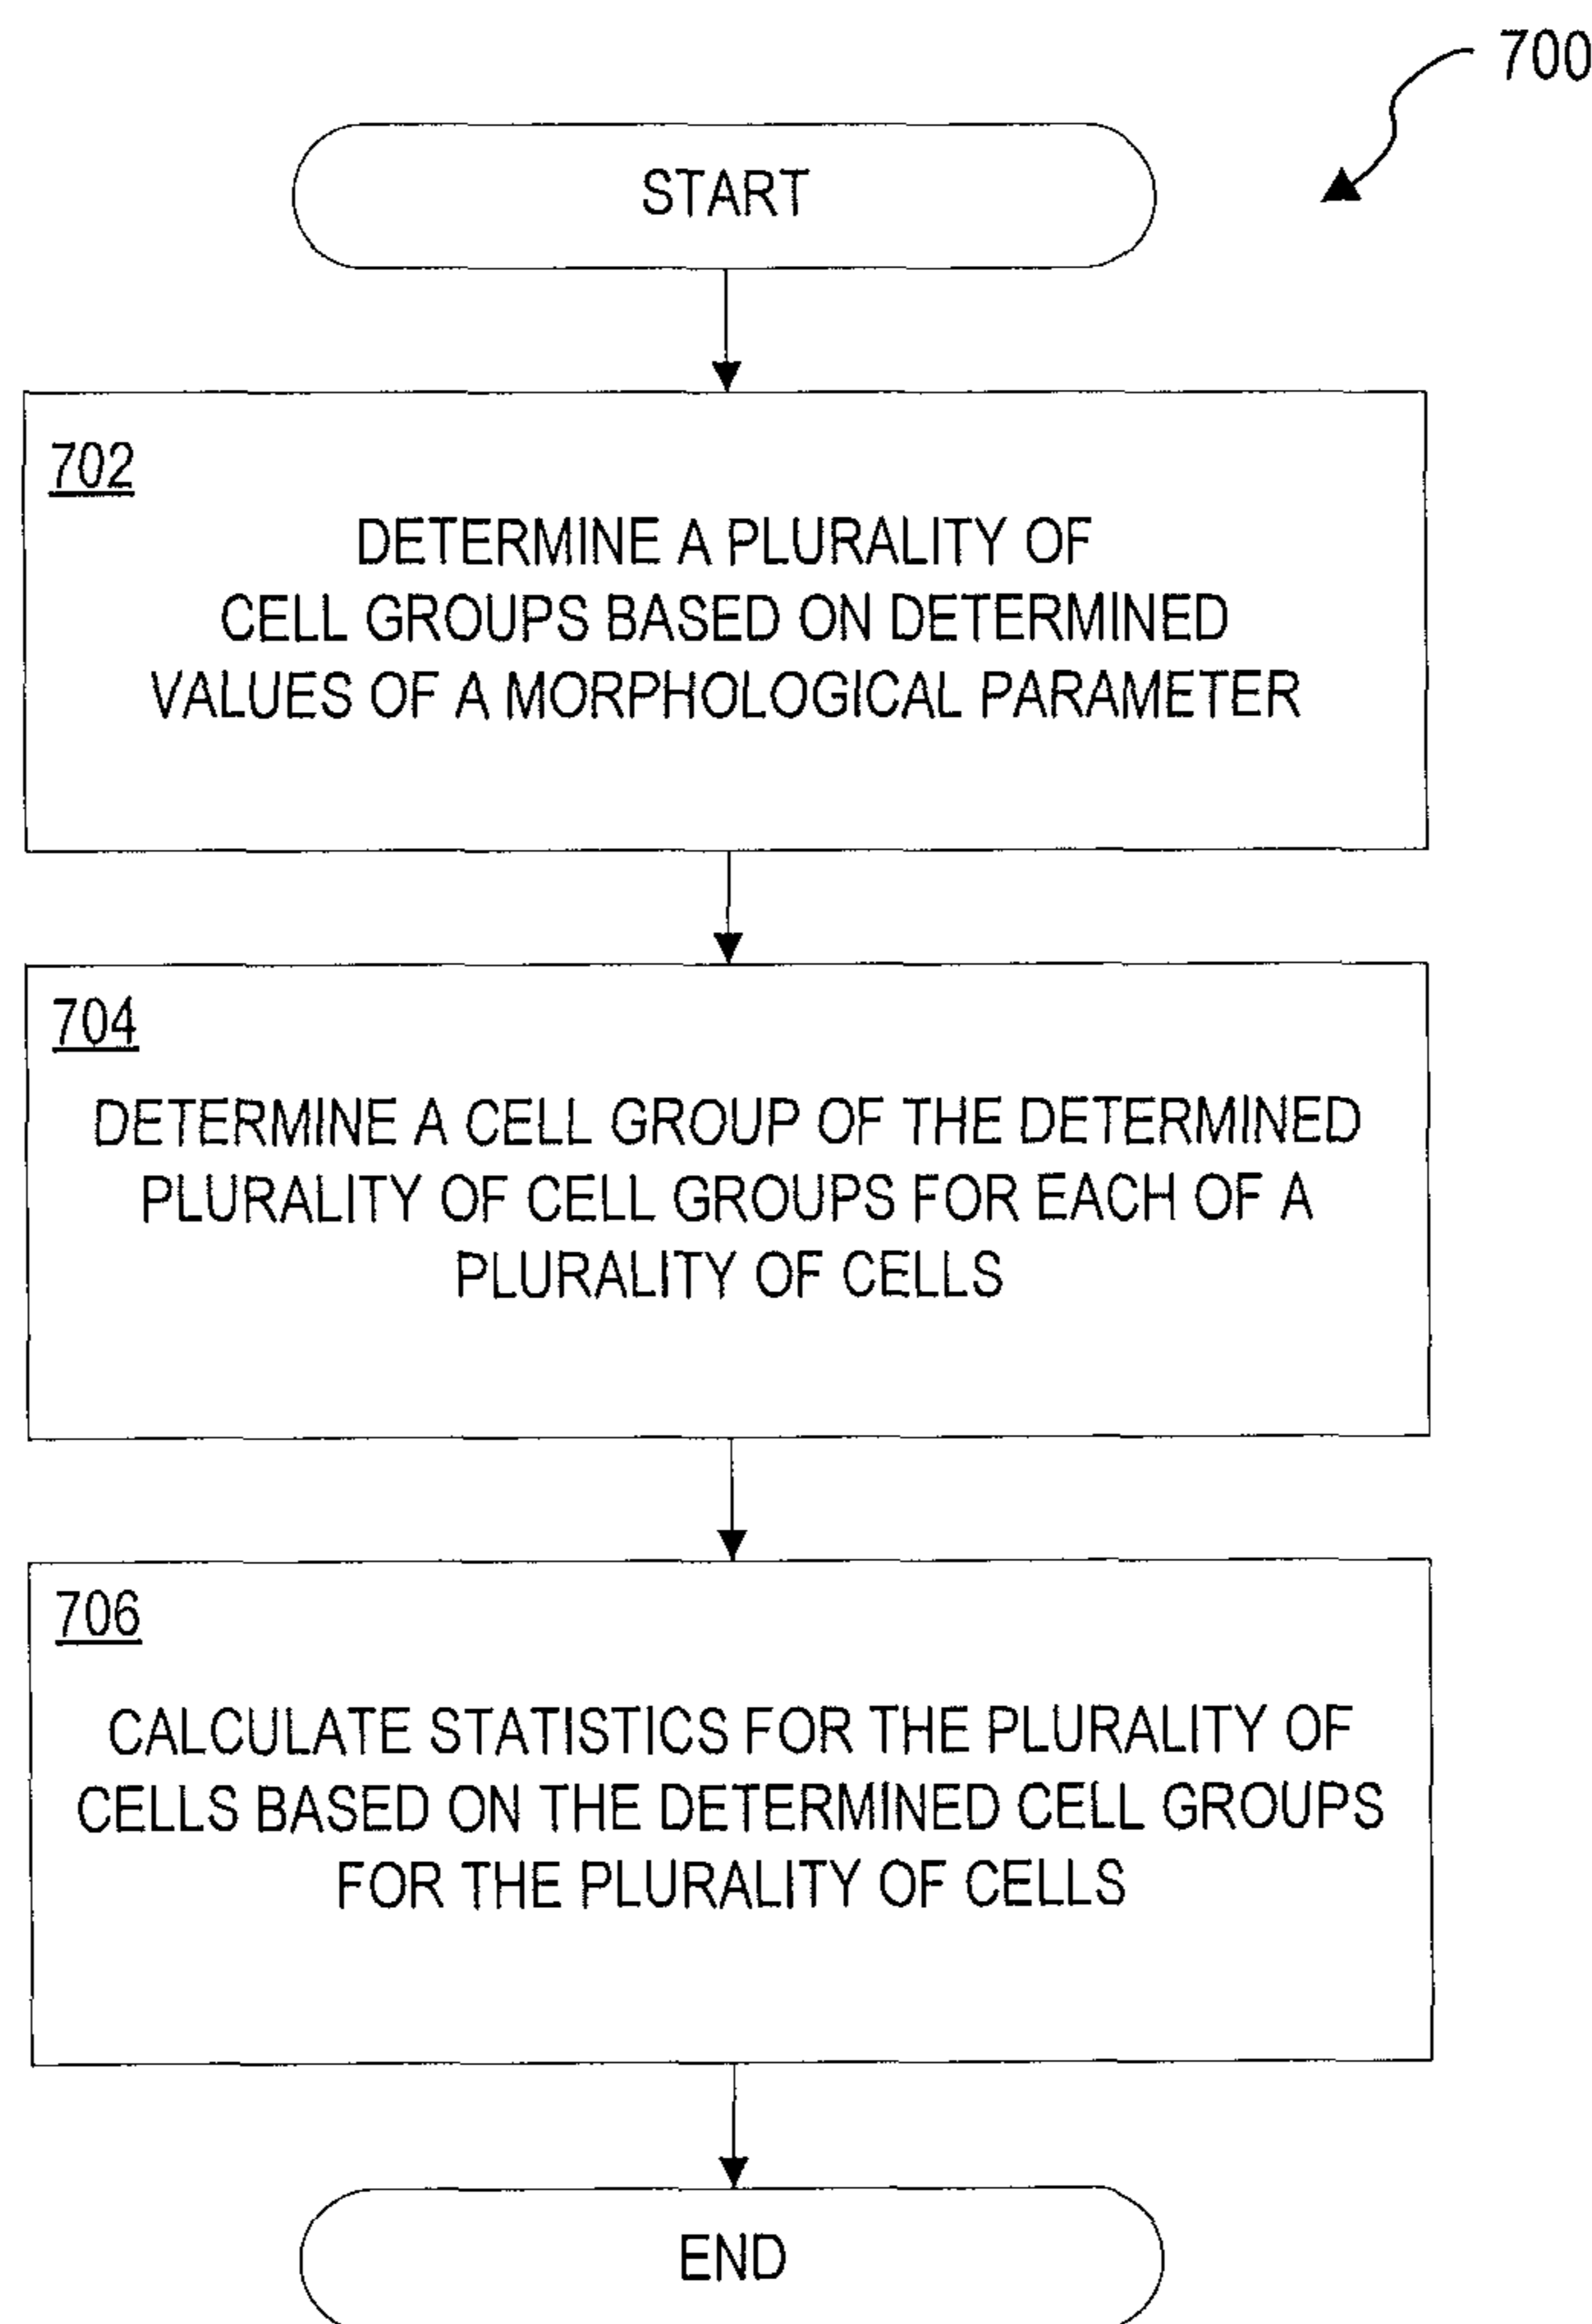 700
START
702
DETERMINE A PLURALITY OF
CELL GROUPS BASED ON DETERMINED
VALUES OF A MORPHOLOGICAL PARAMETER
704
DETERMINE A CELL GROUP OF THE DETERMINED
PLURALITY OF CELL GROUPS FOR EACH OF A
PLURALITY OF CELLS
706
CALCULATE STATISTICS FOR THE PLURALITY OF
CELLS BASED ON THE DETERMINED CELL GROUPS
FOR THE PLURALITY OF CELLS
END